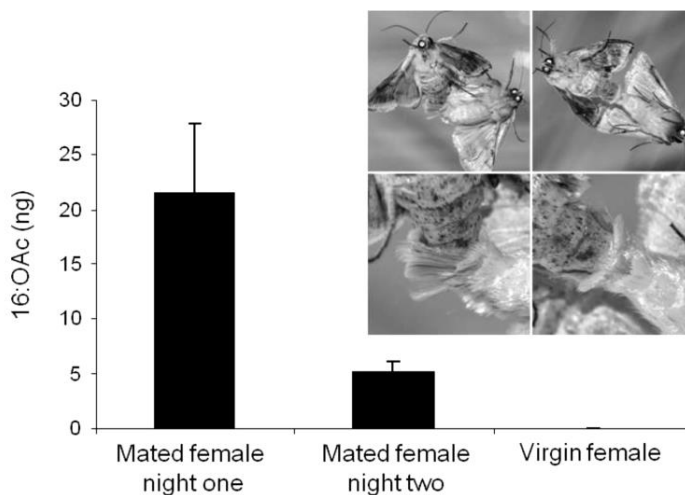 16:OAc (ng)
30
25
20
15
10
5
0
Mated female
night one
Mated female
night two
Virgin female